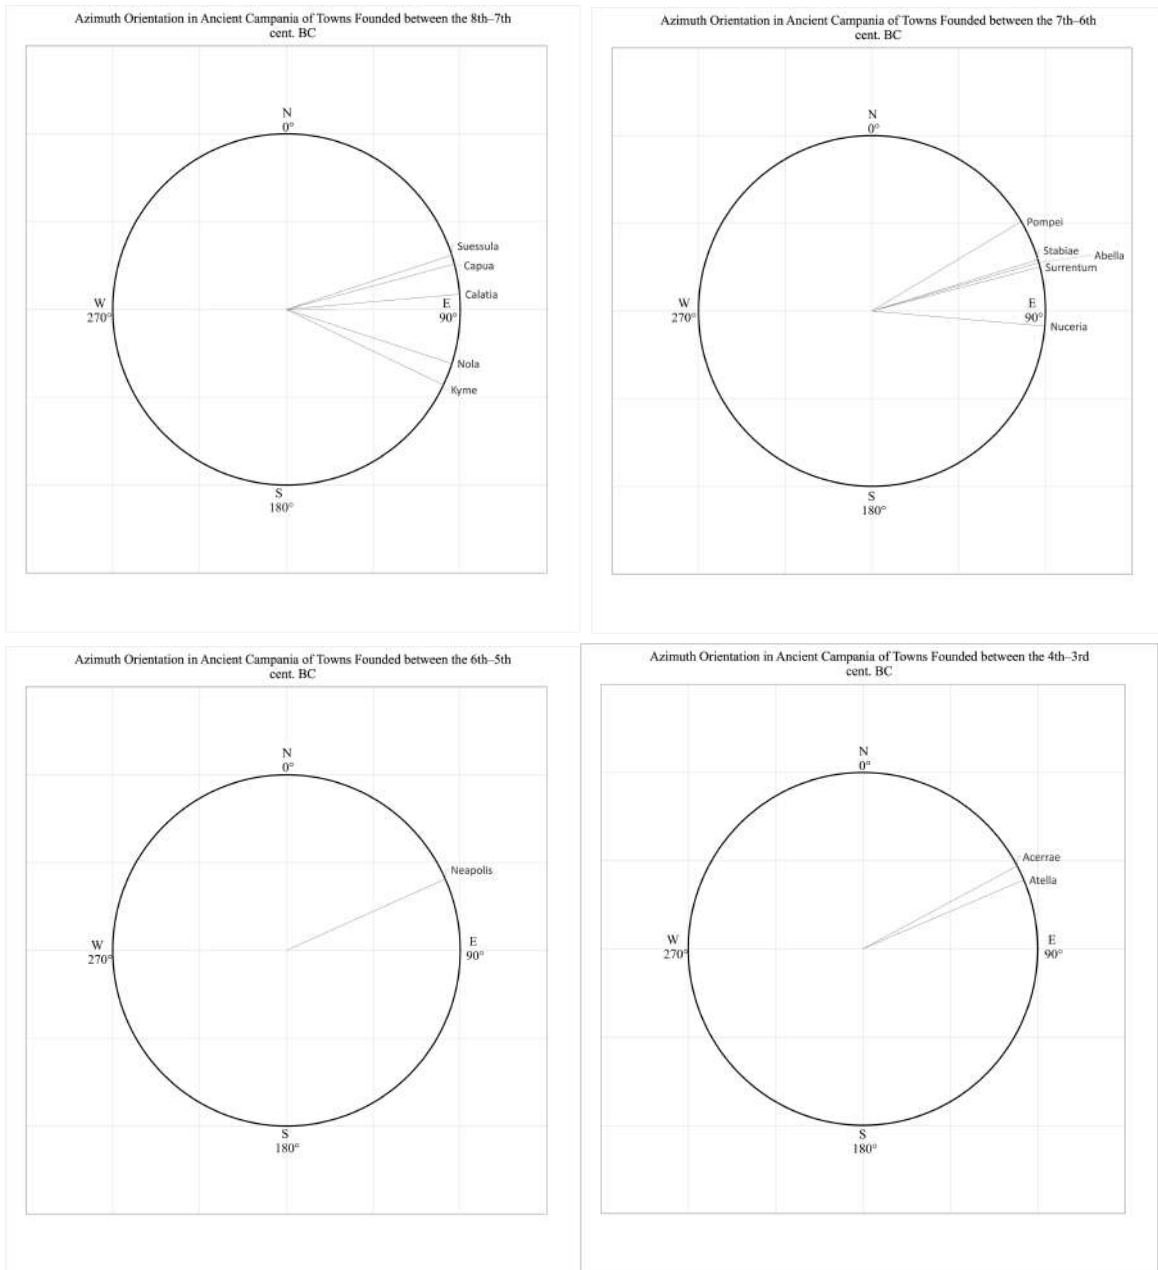 Azimuth Orientation in Ancient Campania of Towns Founded between the 8th–7th
cent. BC
N
0°
Suessula
Capua
Calatia
W
270°
E
90°
Nola
Kyme
S
180°
Azimuth Orientation in Ancient Campania of Towns Founded between the 7th–6th
cent. BC
N
0°
Pompei
Stabiae
Abella
Surrentum
W
270°
E
90°
Nuceria
S
180°
Azimuth Orientation in Ancient Campania of Towns Founded between the 6th–5th
cent. BC
N
0°
Neapolis
W
270°
E
90°
S
180°
Azimuth Orientation in Ancient Campania of Towns Founded between the 4th–3rd
cent. BC
N
0°
Acerrae
Atella
W
270°
E
90°
S
180°